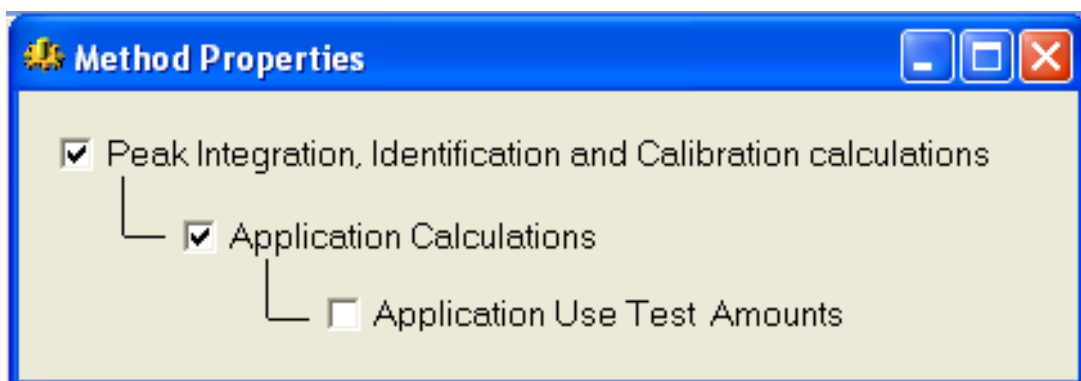 Method Properties
Peak Integration, Identification and Calibration calculations
Application Calculations
Application Use Test Amounts